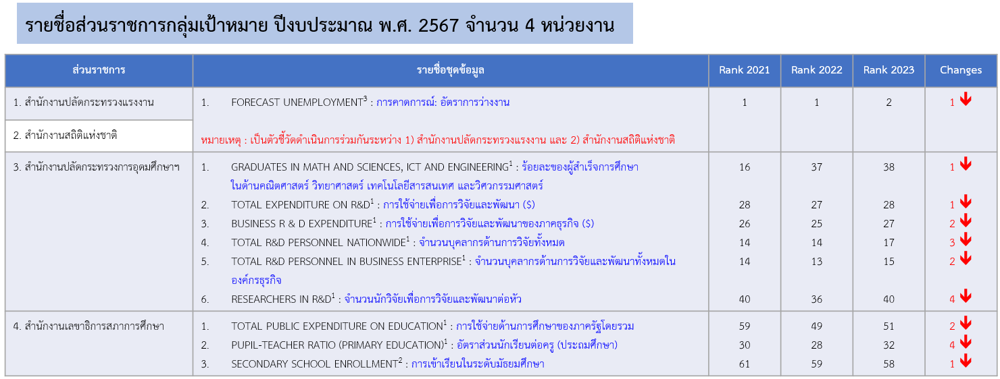 รายชื่อส่วนราชการกลุ่มเป้าหมาย ปีงบประมาณ พ.ศ. 2567 จำนวน 4 หน่วยงาน
ส่วนราชการ รายชื่อชุดข้อมูล Rank 2021 Rank 2022 Rank 2023 Changes
1. สำนักงานปลัดกระทรวงแรงงาน 1. FORECAST UNEMPLOYMENT3 : การคาดการณ์: อัตราการว่างงาน 1 1 2 1
2. สำนักงานสถิติแห่งชาติ
หมายเหตุ : เป็นตัวชี้วัดดำเนินการร่วมกันระหว่าง 1) สำนักงานปลัดกระทรวงแรงงาน และ 2) สำนักงานสถิติแห่งชาติ
3. สำนักงานปลัดกระทรวงการอุดมศึกษาฯ 1. GRADUATES IN MATH AND SCIENCES, ICT AND ENGINEERING1 : ร้อยละของผู้สำเร็จการศึกษา 16 37 38 1
ในด้านคณิตศาสตร์ วิทยาศาสตร์ เทคโนโลยีสารสนเทศ และวิศวกรรมศาสตร์
2. TOTAL EXPENDITURE ON R&D1 : การใช้จ่ายเพื่อการวิจัยและพัฒนา ($) 28 27 28 1
3. BUSINESS R & D EXPENDITURE1 : การใช้จ่ายเพื่อการวิจัยและพัฒนาของภาคธุรกิจ ($) 26 25 27 2
4. TOTAL R&D PERSONNEL NATIONWIDE1 : จำนวนบุคลากรด้านการวิจัยทั้งหมด 14 14 17 3
5. TOTAL R&D PERSONNEL IN BUSINESS ENTERPRISE1 : จำนวนบุคลากรด้านการวิจัยและพัฒนาทั้งหมดใน 14 13 15 2
องค์กรธุรกิจ
6. RESEARCHERS IN R&D1 : จำนวนนักวิจัยเพื่อการวิจัยและพัฒนาต่อหัว 40 36 40 4
4. สำนักงานเลขาธิการสภาการศึกษา 1. TOTAL PUBLIC EXPENDITURE ON EDUCATION1 : การใช้จ่ายด้านการศึกษาของภาครัฐโดยรวม 59 49 51 2
2. PUPIL-TEACHER RATIO (PRIMARY EDUCATION)1 : อัตราส่วนนักเรียนต่อครู (ประถมศึกษา) 30 28 32 4
3. SECONDARY SCHOOL ENROLLMENT2 : การเข้าเรียนในระดับมัธยมศึกษา 61 59 58 1